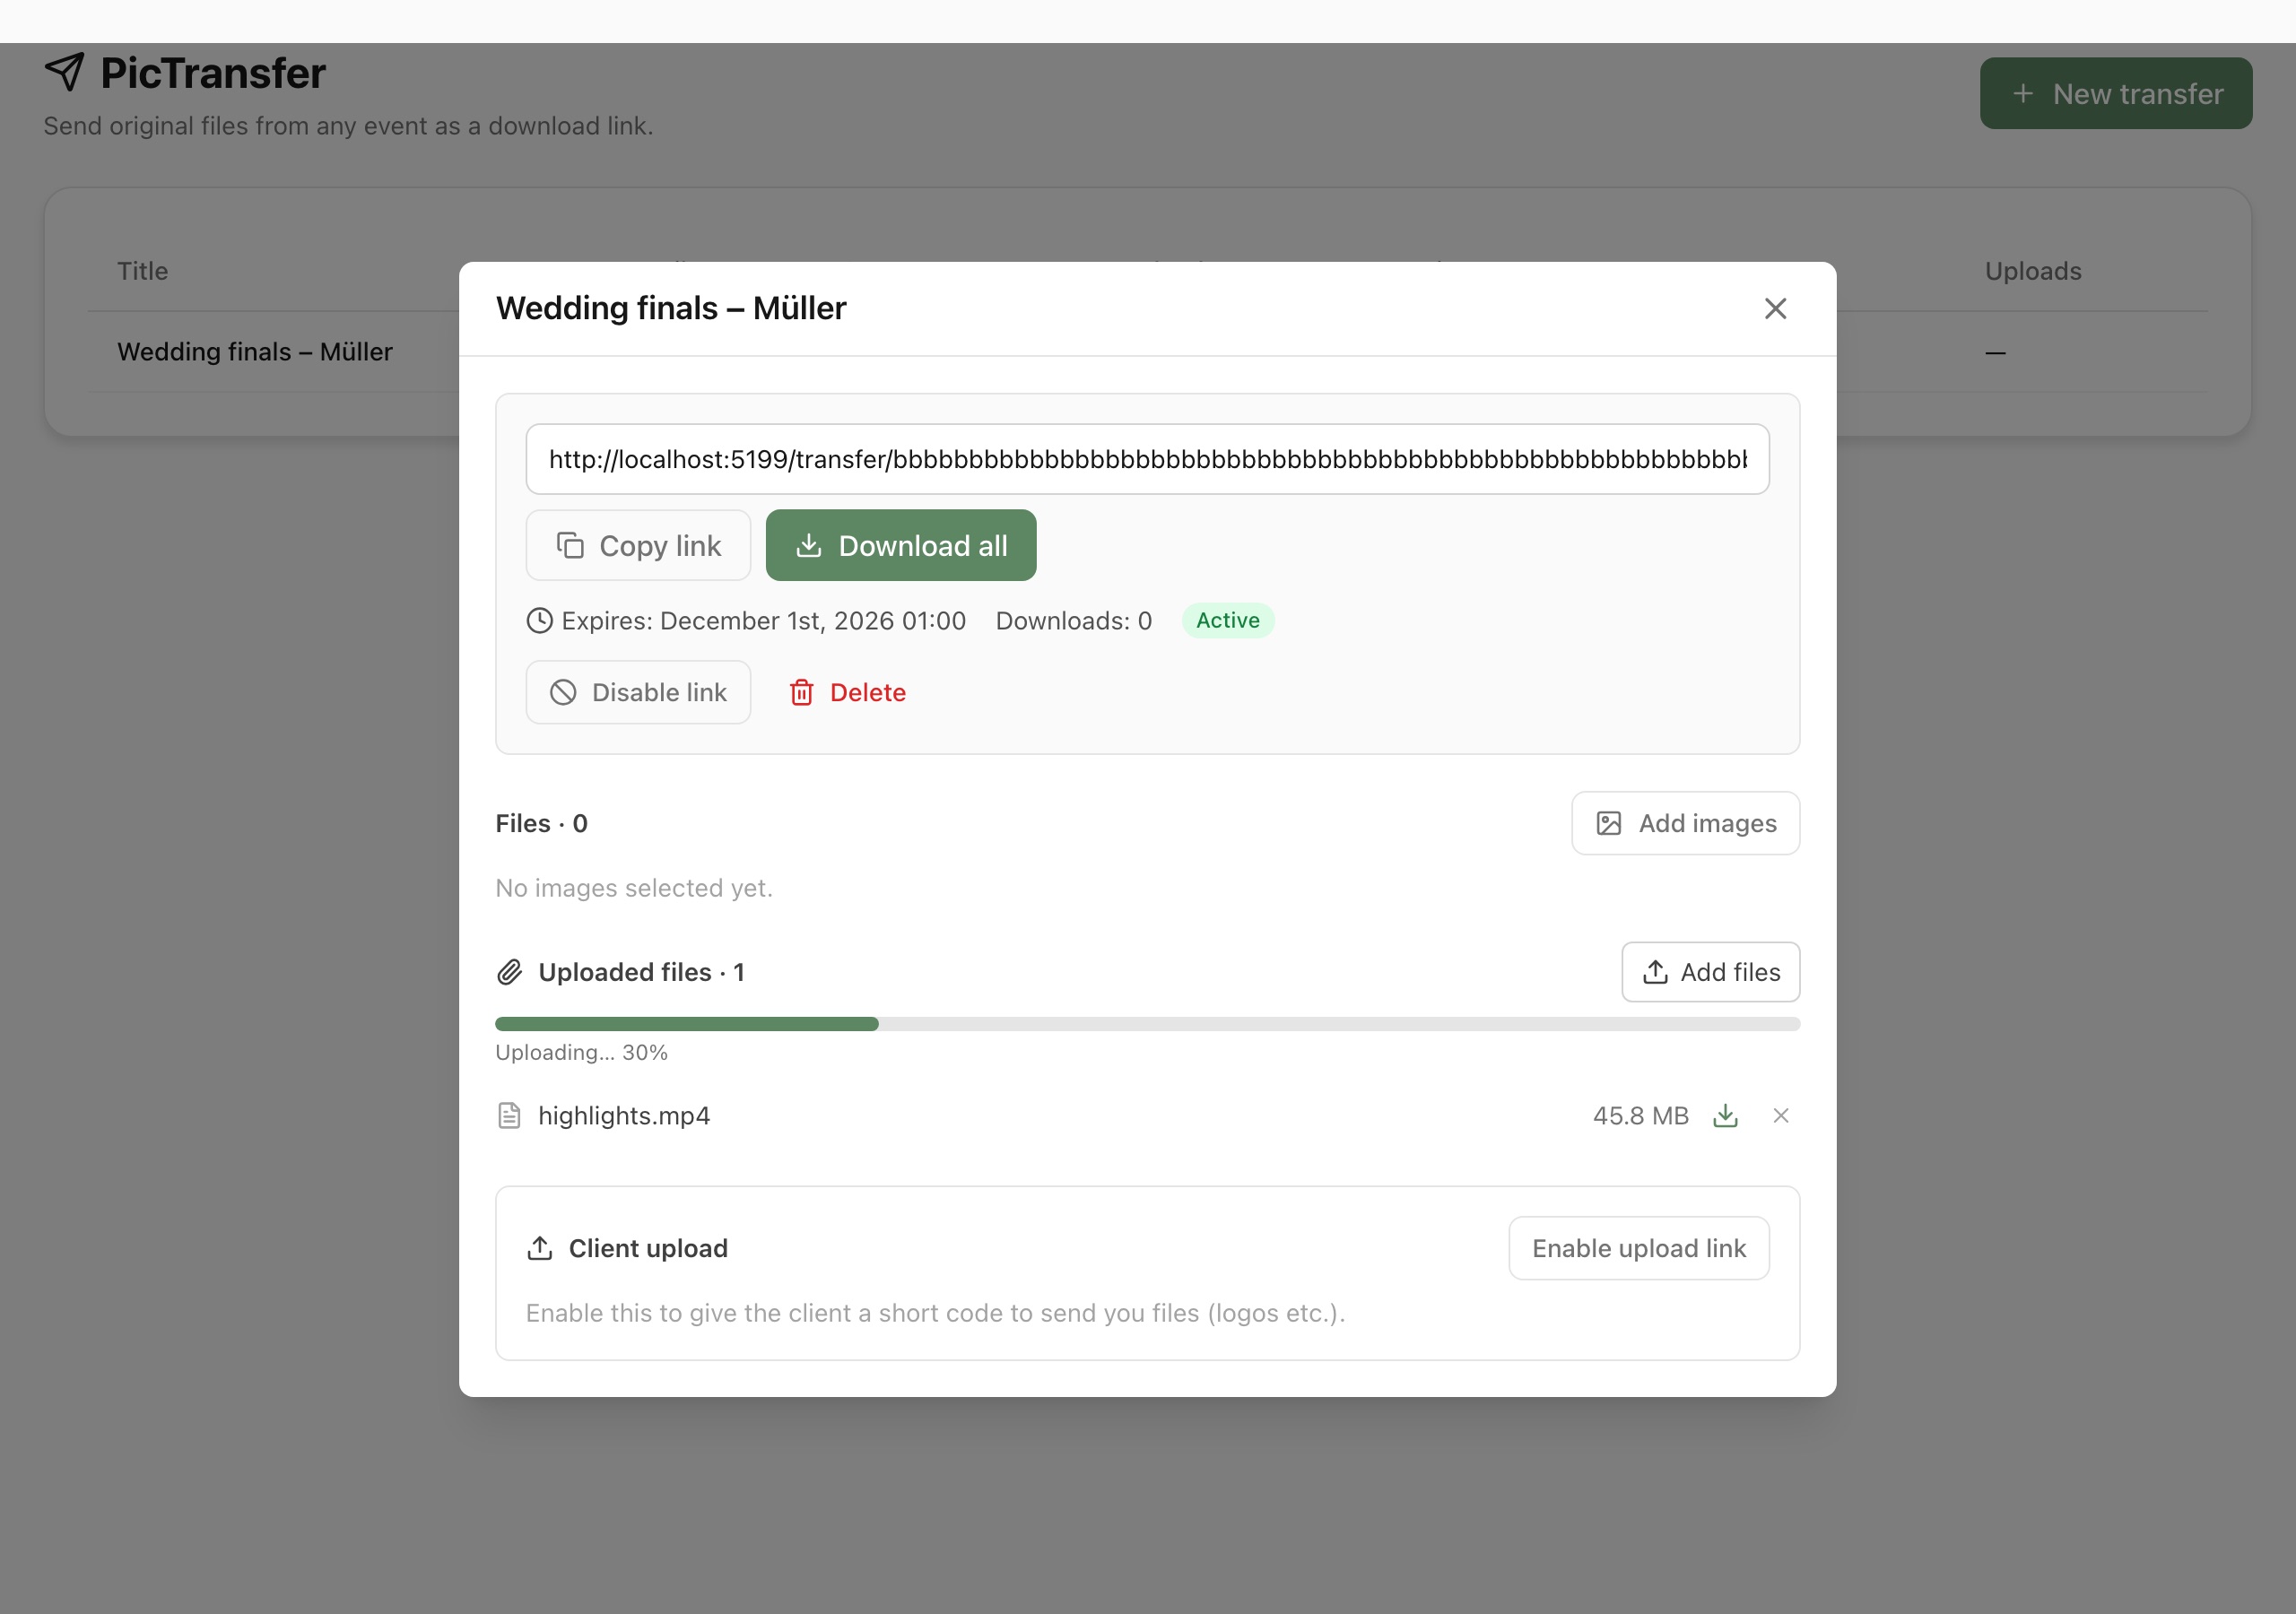 PicTransfer
Send original files from any event as a download link.
+ New transfer
Title
Uploads
Wedding finals – Müller
—
Wedding finals – Müller
http://localhost:5199/transfer/bbbbbbbbbbbbbbbbbbbbbbbbbbbbbbbbbbbbbbbbbbbbbbbbbbbbbbbbb
Copy link
Download all
Expires: December 1st, 2026 01:00 Downloads: 0 Active
Disable link
Delete
Files · 0
Add images
No images selected yet.
Uploaded files · 1
Add files
Uploading... 30%
highlights.mp4
45.8 MB
Client upload
Enable upload link
Enable this to give the client a short code to send you files (logos etc.).